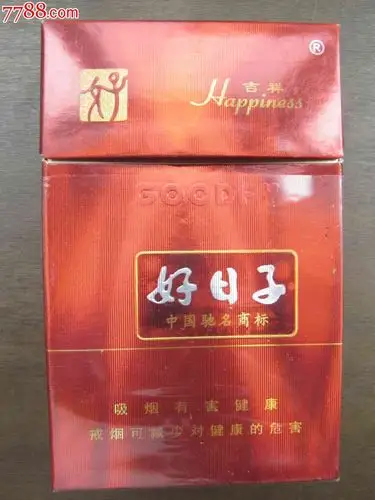 7788.com
®
吉祥
Happiness
GOODDAYS
好日子
中国驰名商标
吸烟有害健康
戒烟可减少对健康的危害